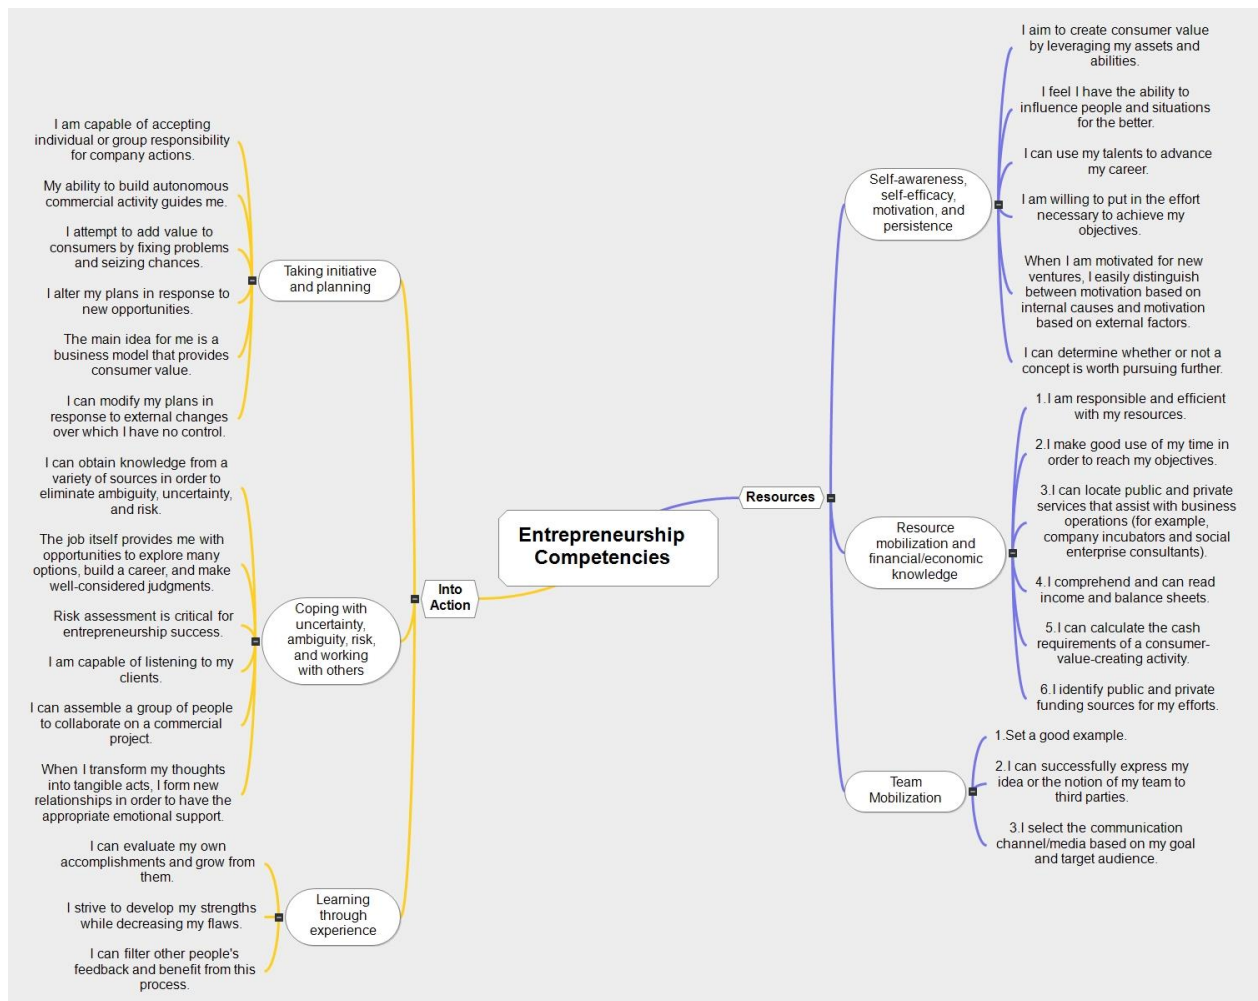 Entrepreneurship
Competencies
Resources
Self-awareness,
self-efficacy,
motivation, and
persistence
I aim to create consumer value
by leveraging my assets and
abilities.
I feel I have the ability to
influence people and situations
for the better.
I can use my talents to advance
my career.
I am willing to put in the effort
necessary to achieve my
objectives.
When I am motivated for new
ventures, I easily distinguish
between motivation based on
internal causes and motivation
based on external factors.
I can determine whether or not a
concept is worth pursuing further.
Resource
mobilization and
financial/economic
knowledge
1.I am responsible and efficient
with my resources.
2.I make good use of my time in
order to reach my objectives.
3.I can locate public and private
services that assist with business
operations (for example,
company incubators and social
enterprise consultants).
4.I comprehend and can read
income and balance sheets.
5.I can calculate the cash
requirements of a consumer-
value-creating activity.
6.I identify public and private
funding sources for my efforts.
Team
Mobilization
1.Set a good example.
2.I can successfully express my
idea or the notion of my team to
third parties.
3.I select the communication
channel/media based on my goal
and target audience.
Into
Action
Taking initiative
and planning
I am capable of accepting
individual or group responsibility
for company actions.
My ability to build autonomous
commercial activity guides me.
I attempt to add value to
consumers by fixing problems
and seizing chances.
I alter my plans in response to
new opportunities.
The main idea for me is a
business model that provides
consumer value.
I can modify my plans in
response to external changes
over which I have no control.
Coping with
uncertainty,
ambiguity, risk,
and working
with others
I can obtain knowledge from a
variety of sources in order to
eliminate ambiguity, uncertainty,
and risk.
The job itself provides me with
opportunities to explore many
options, build a career, and make
well-considered judgments.
Risk assessment is critical for
entrepreneurship success.
I am capable of listening to my
clients.
I can assemble a group of people
to collaborate on a commercial
project.
When I transform my thoughts
into tangible acts, I form new
relationships in order to have the
appropriate emotional support.
Learning
through
experience
I can evaluate my own
accomplishments and grow from
them.
I strive to develop my strengths
while decreasing my flaws.
I can filter other people's
feedback and benefit from this
process.